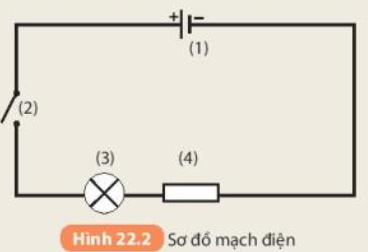 + −
(1)
(2)
(3) (4)
Hình 22.2 Sơ đồ mạch điện